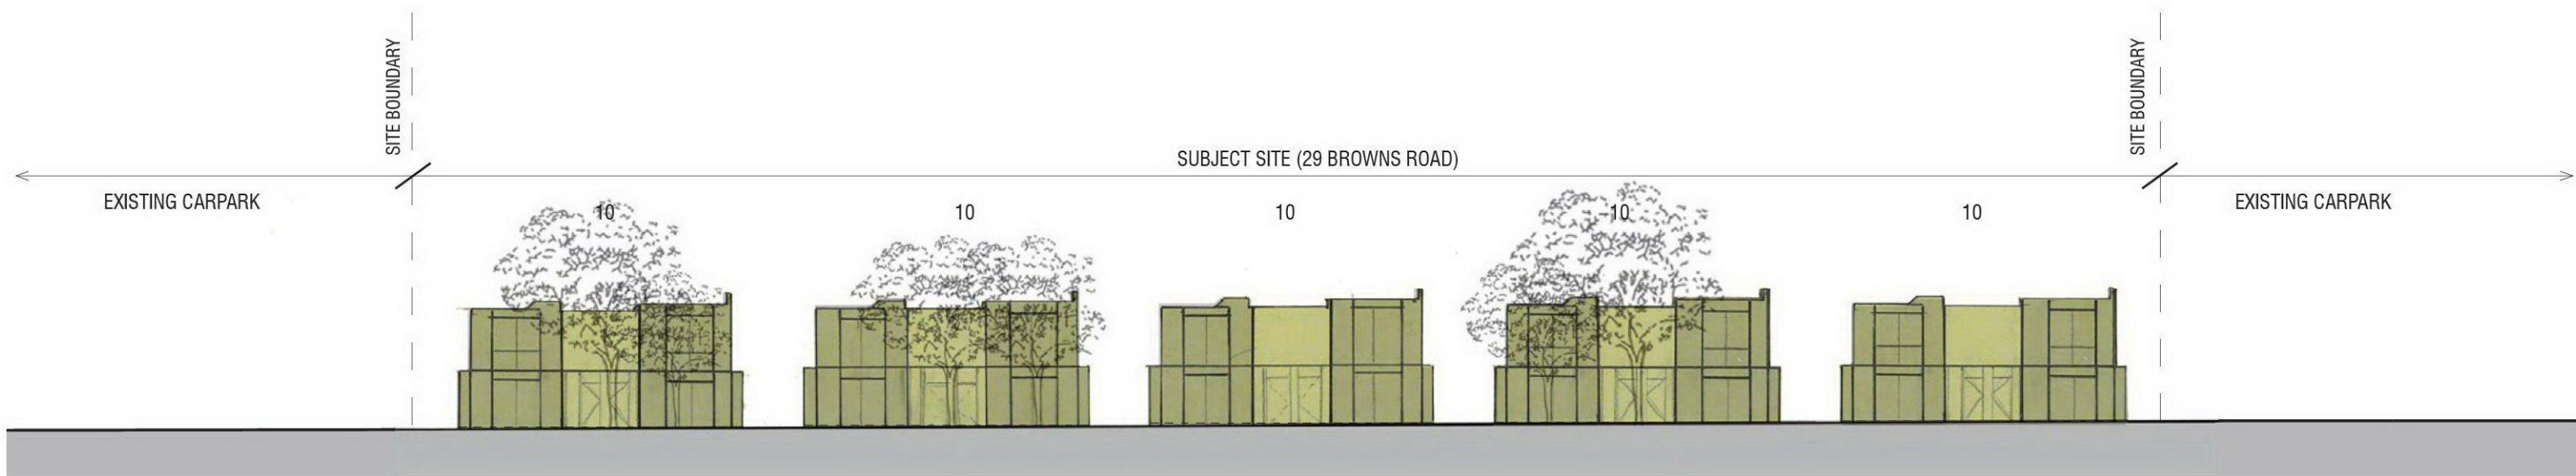 SITE BOUNDARY
SITE BOUNDARY
SUBJECT SITE (29 BROWNS ROAD)
EXISTING CARPARK
EXISTING CARPARK
10
10
10
10
10